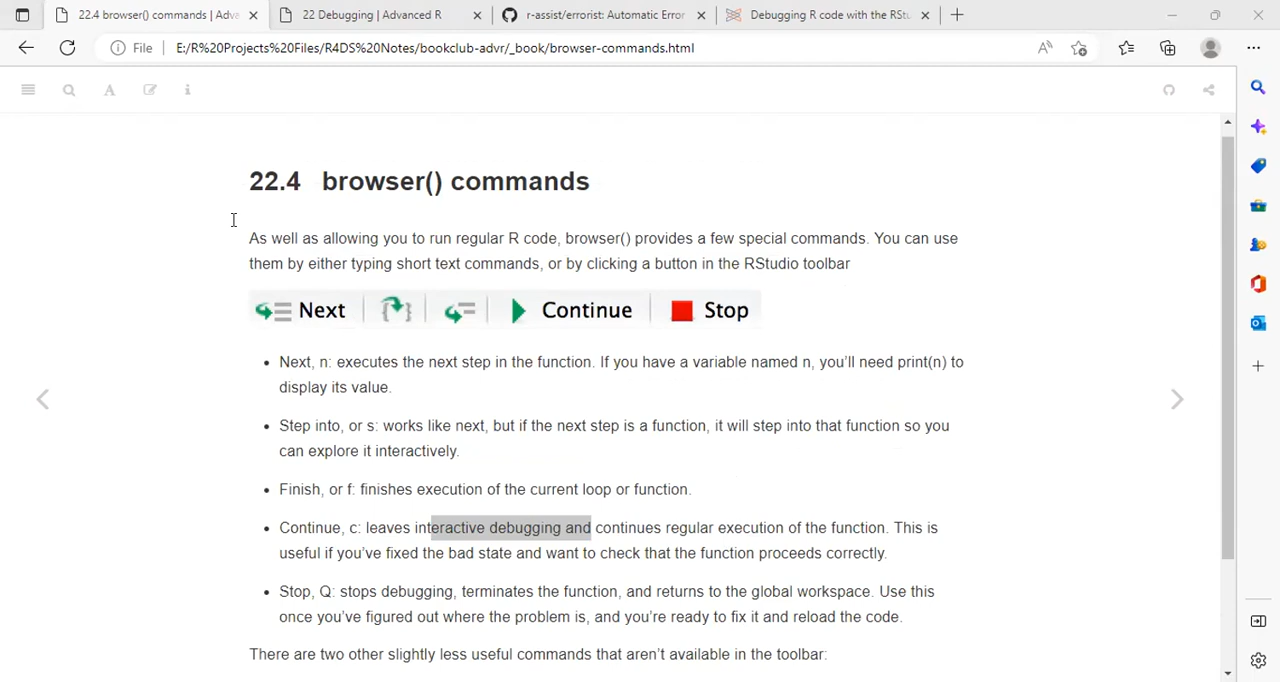 22.4 browser() commands | Adva
22 Debugging | Advanced R
r-assist/errorist: Automatic Error
Debugging R code with the RStu
File
E:/R%20Projects%20Files/R4DS%20Notes/bookclub-advr/_book/browser-commands.html
22.4 browser() commands
As well as allowing you to run regular R code, browser() provides a few special commands. You can use
them by either typing short text commands, or by clicking a button in the RStudio toolbar
Next Continue Stop
• Next, n: executes the next step in the function. If you have a variable named n, you'll need print(n) to
display its value.
• Step into, or s: works like next, but if the next step is a function, it will step into that function so you
can explore it interactively.
• Finish, or f: finishes execution of the current loop or function.
• Continue, c: leaves interactive debugging and continues regular execution of the function. This is
useful if you've fixed the bad state and want to check that the function proceeds correctly.
• Stop, Q: stops debugging, terminates the function, and returns to the global workspace. Use this
once you've figured out where the problem is, and you're ready to fix it and reload the code.
There are two other slightly less useful commands that aren't available in the toolbar: